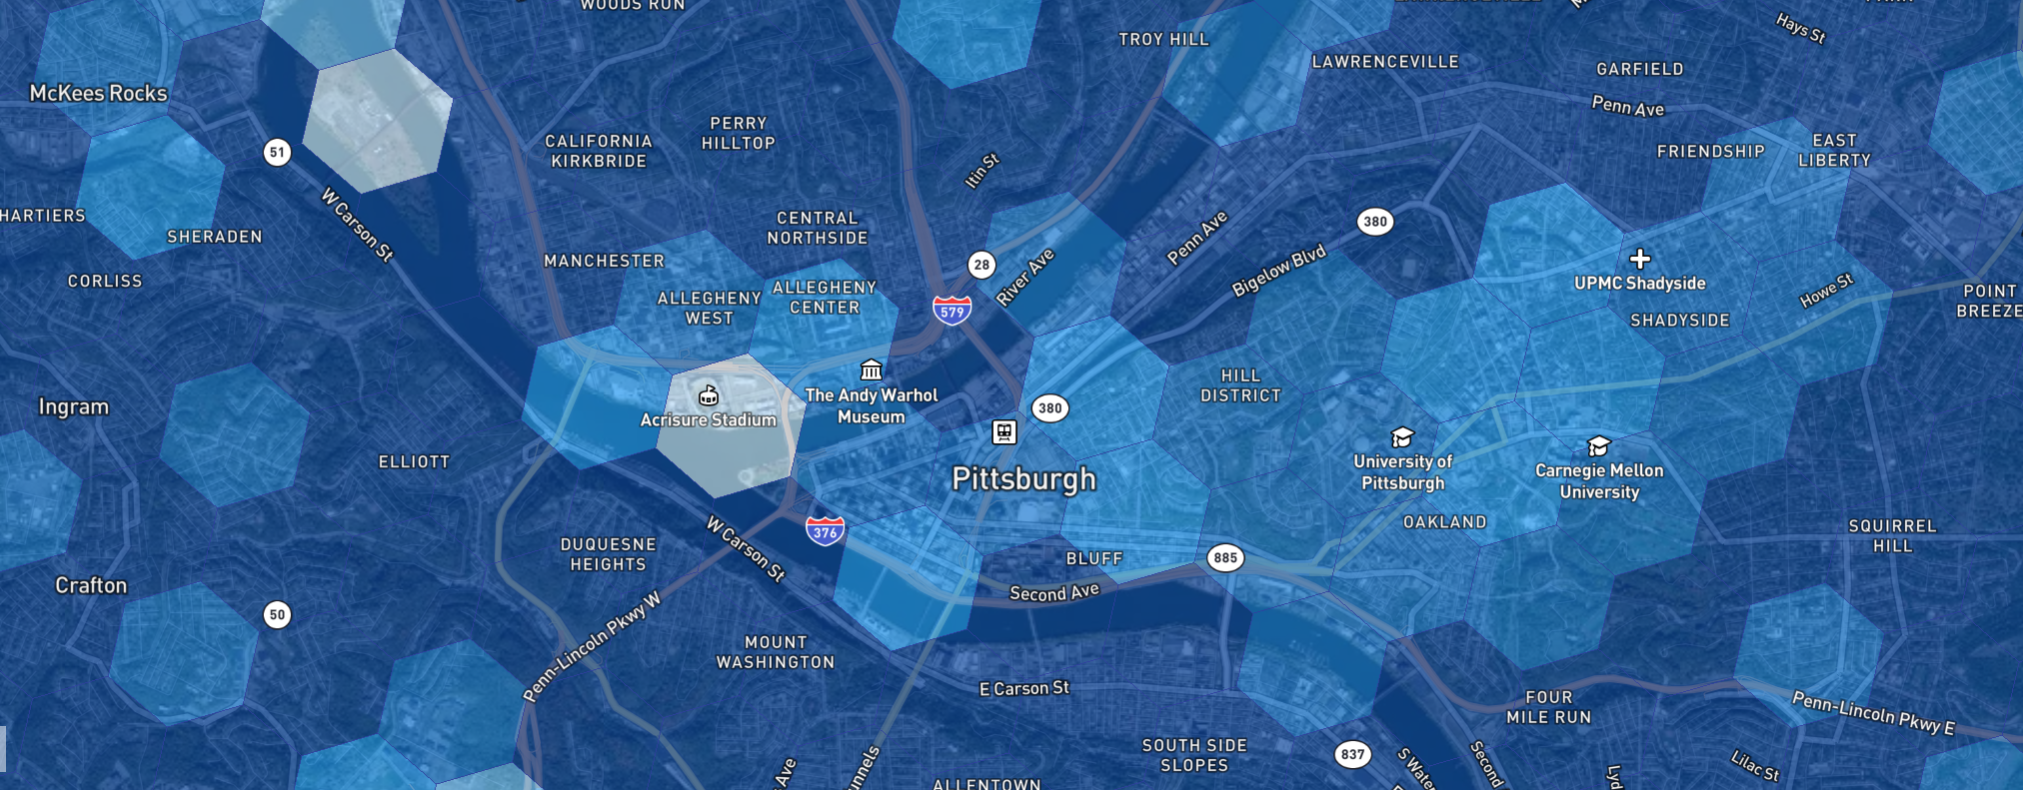 WOODS RUN
TROY HILL
LAWRENCEVILLE
Hays St
GARFIELD
McKees Rocks
Penn Ave
PERRY
HILLTOP
CALIFORNIA
KIRKBRIDE
51
FRIENDSHIP
EAST
LIBERTY
Itin St
W Carson St
HARTIERS
SHERADEN
CENTRAL
NORTHSIDE
380
Penn Ave
MANCHESTER
28
River Ave
Bigelow Blvd
CORLISS
UPMC Shadyside
ALLEGHENY
WEST
ALLEGHENY
CENTER
579
Howe St
POINT
BREEZE
SHADYSIDE
HILL
DISTRICT
The Andy Warhol
Museum
Ingram
Acrisure Stadium
380
ELLIOTT
Pittsburgh
University of
Pittsburgh
Carnegie Mellon
University
OAKLAND
SQUIRREL
HILL
376
W Carson St
DUQUESNE
HEIGHTS
BLUFF
885
Crafton
Second Ave
50
Penn-Lincoln Pkwy W
MOUNT
WASHINGTON
E Carson St
FOUR
MILE RUN
Penn-Lincoln Pkwy E
SOUTH SIDE
SLOPES
837
S Water
Second
Lilac St
Lyd
Ave
unnels
ALLENTOWN